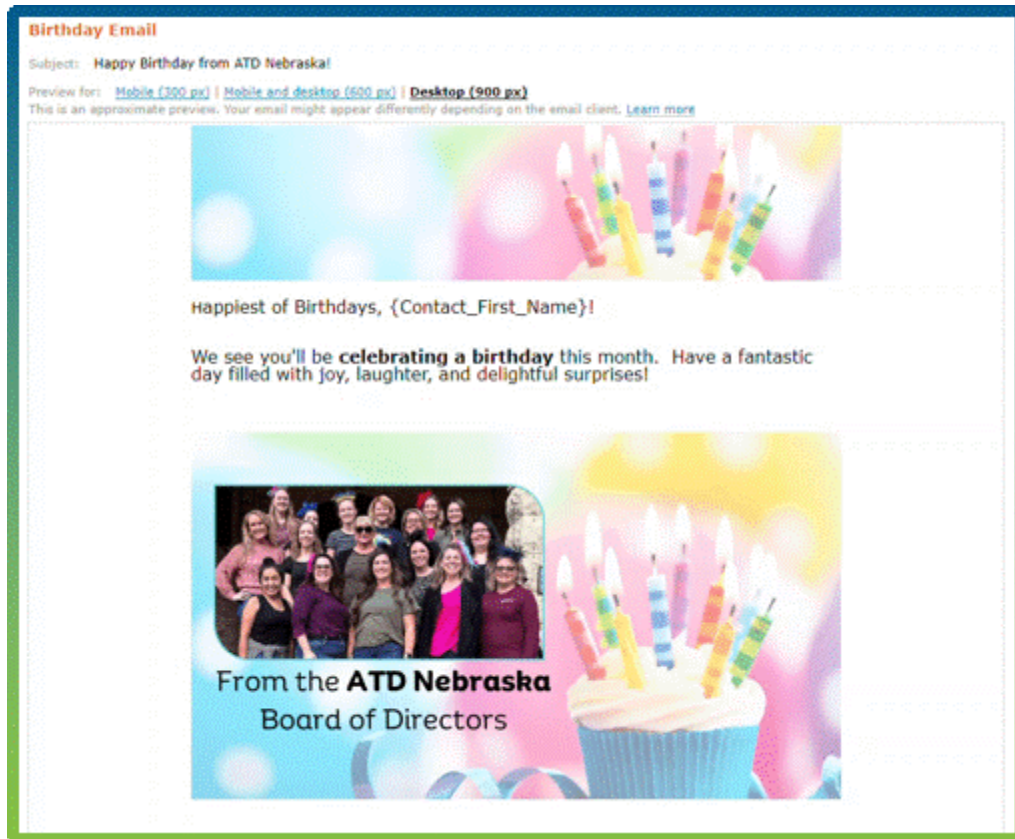 Birthday Email
Subject: Happy Birthday from ATD Nebraska!
Preview for: Mobile (300 px) | Mobile and desktop (600 px) | Desktop (900 px)
This is an approximate preview. Your email might appear differently depending on the email client. Learn more
Happiest of Birthdays, {Contact_First_Name}!
We see you'll be celebrating a birthday this month. Have a fantastic
day filled with joy, laughter, and delightful surprises!
From the ATD Nebraska
Board of Directors